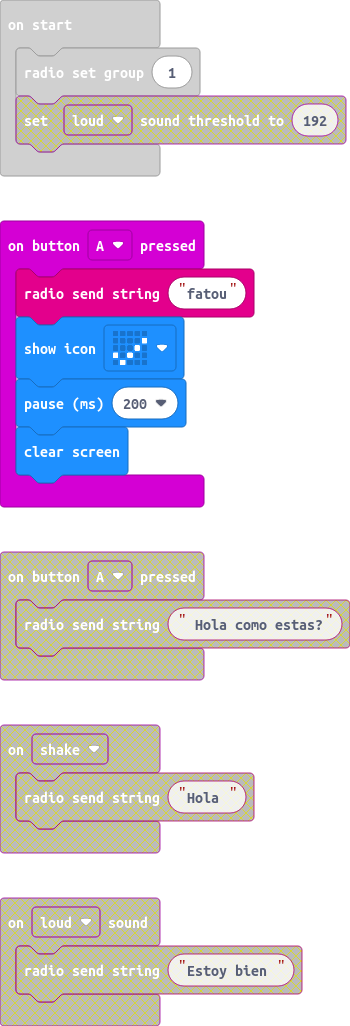 on start
radio set group 1
set loud sound threshold to 192
on button A pressed
radio send string "fatou"
show icon
pause (ms) 200
clear screen
on button A pressed
radio send string " Hola como estas?"
on shake
radio send string "Hola "
on loud sound
radio send string "Estoy bien "